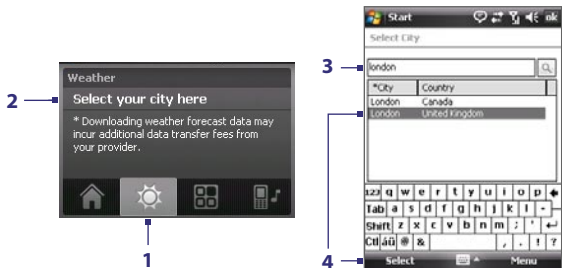 Weather
Select your city here
* Downloading weather forecast data may
incur additional data transfer fees from
your provider.
1
2
3
4
Start
ok
Select City
london
*City Country
London Canada
London United Kingdom
123 q w e r t y u i o p
Tab a s d f g h j k l -
Shift z x c v b n m ; '
Ctl áü @ & , . ! ?
Select Menu